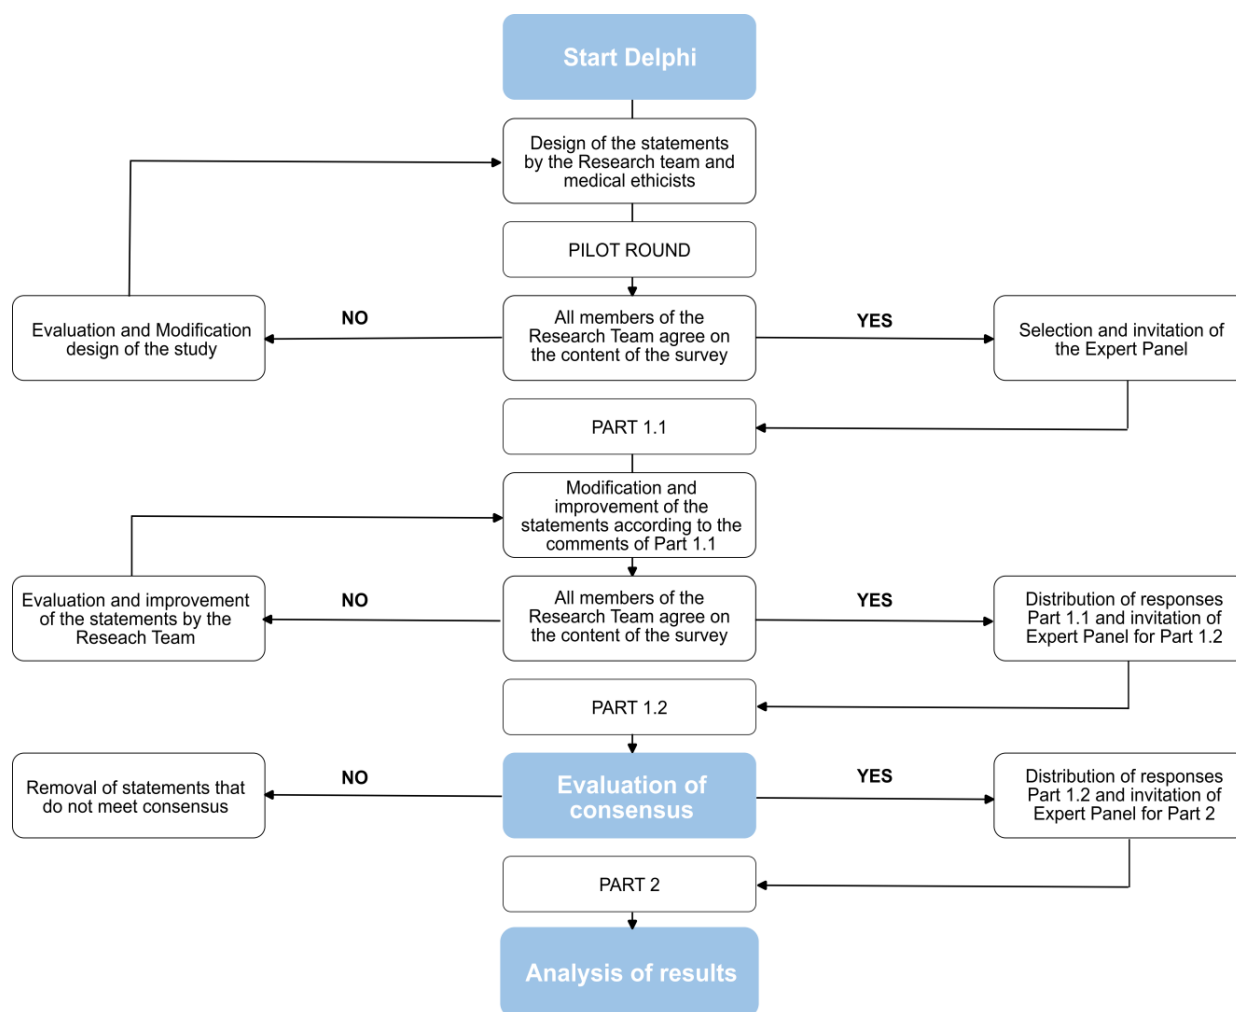 Start Delphi
Design of the statements
by the Research team and
medical ethicists
PILOT ROUND
Evaluation and Modification
design of the study
NO
All members of the
Research Team agree on
the content of the survey
YES
Selection and invitation of
the Expert Panel
PART 1.1
Modification and
improvement of the
statements according to the
comments of Part 1.1
Evaluation and improvement
of the statements by the
Reseach Team
NO
All members of the
Research Team agree on
the content of the survey
YES
Distribution of responses
Part 1.1 and invitation of
Expert Panel for Part 1.2
PART 1.2
Removal of statements that
do not meet consensus
NO
Evaluation of
consensus
YES
Distribution of responses
Part 1.2 and invitation of
Expert Panel for Part 2
PART 2
Analysis of results